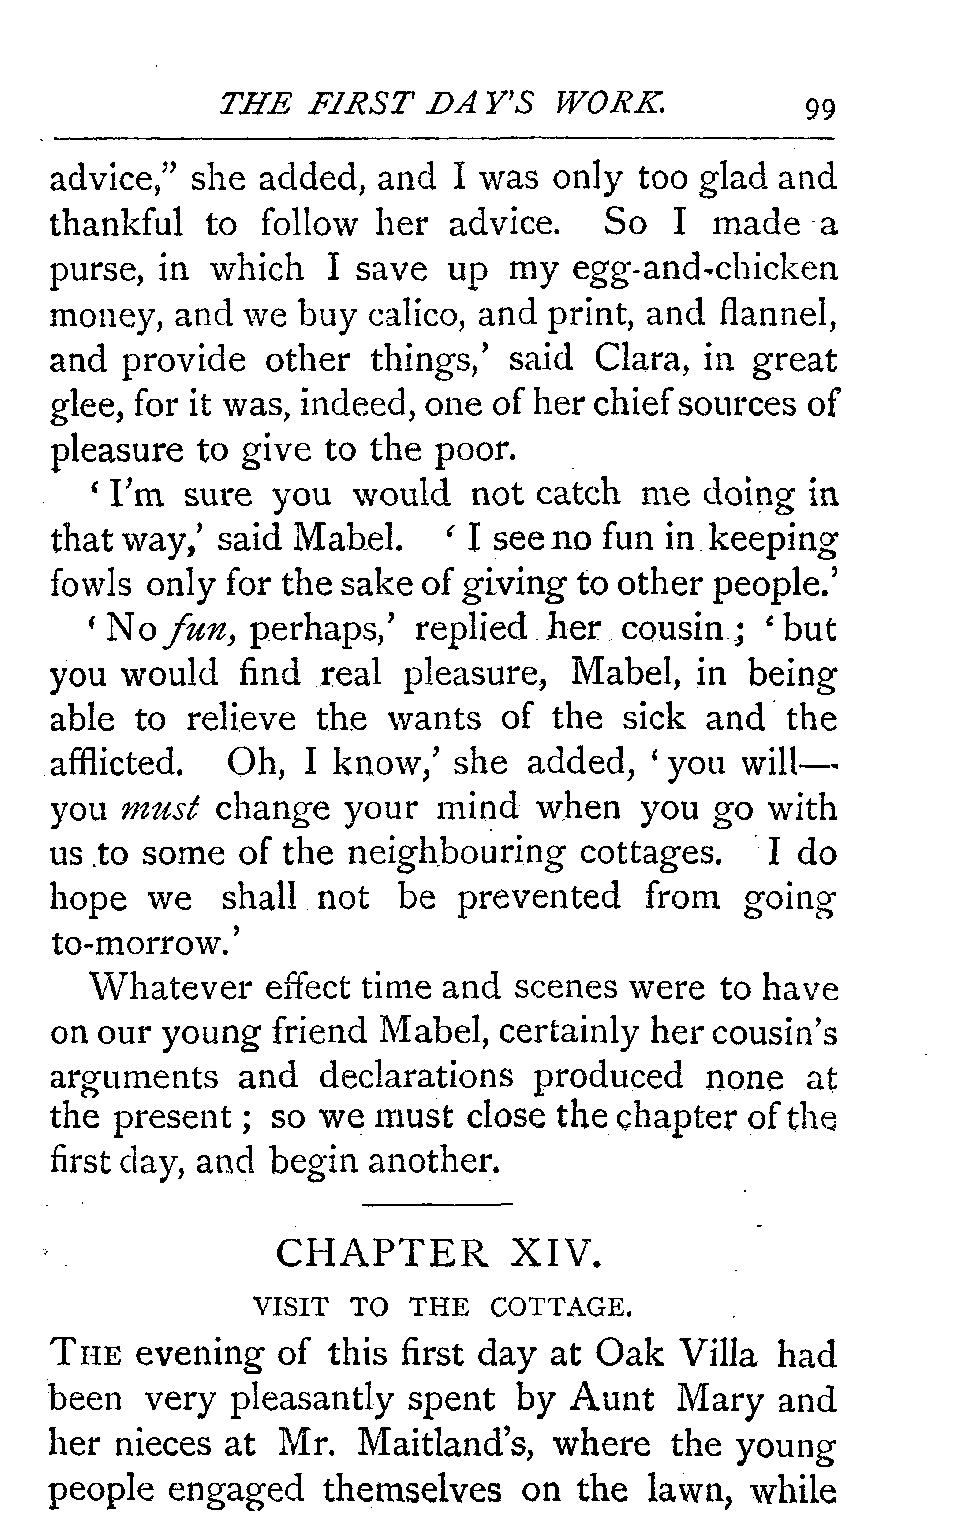 THE FIRST DAY'S WORK. 99
advice,” she added, and I was only too glad and
thankful to follow her advice. So I made a
purse, in which I save up my egg-and-chicken
money, and we buy calico, and print, and flannel,
and provide other things,’ said Clara, in great
glee, for it was, indeed, one of her chief sources of
pleasure to give to the poor.
‘I'm sure you would not catch me doing in
that way,’ said Mabel. ‘I see no fun in keeping
fowls only for the sake of giving to other people.’
‘No fun, perhaps,’ replied her cousin; ‘but
you would find real pleasure, Mabel, in being
able to relieve the wants of the sick and the
afflicted. Oh, I know,’ she added, ‘you will—
you must change your mind when you go with
us to some of the neighbouring cottages. I do
hope we shall not be prevented from going
to-morrow.’
Whatever effect time and scenes were to have
on our young friend Mabel, certainly her cousin's
arguments and declarations produced none at
the present; so we must close the chapter of the
first day, and begin another.
CHAPTER XIV.
VISIT TO THE COTTAGE.
THE evening of this first day at Oak Villa had
been very pleasantly spent by Aunt Mary and
her nieces at Mr. Maitland's, where the young
people engaged themselves on the lawn, while